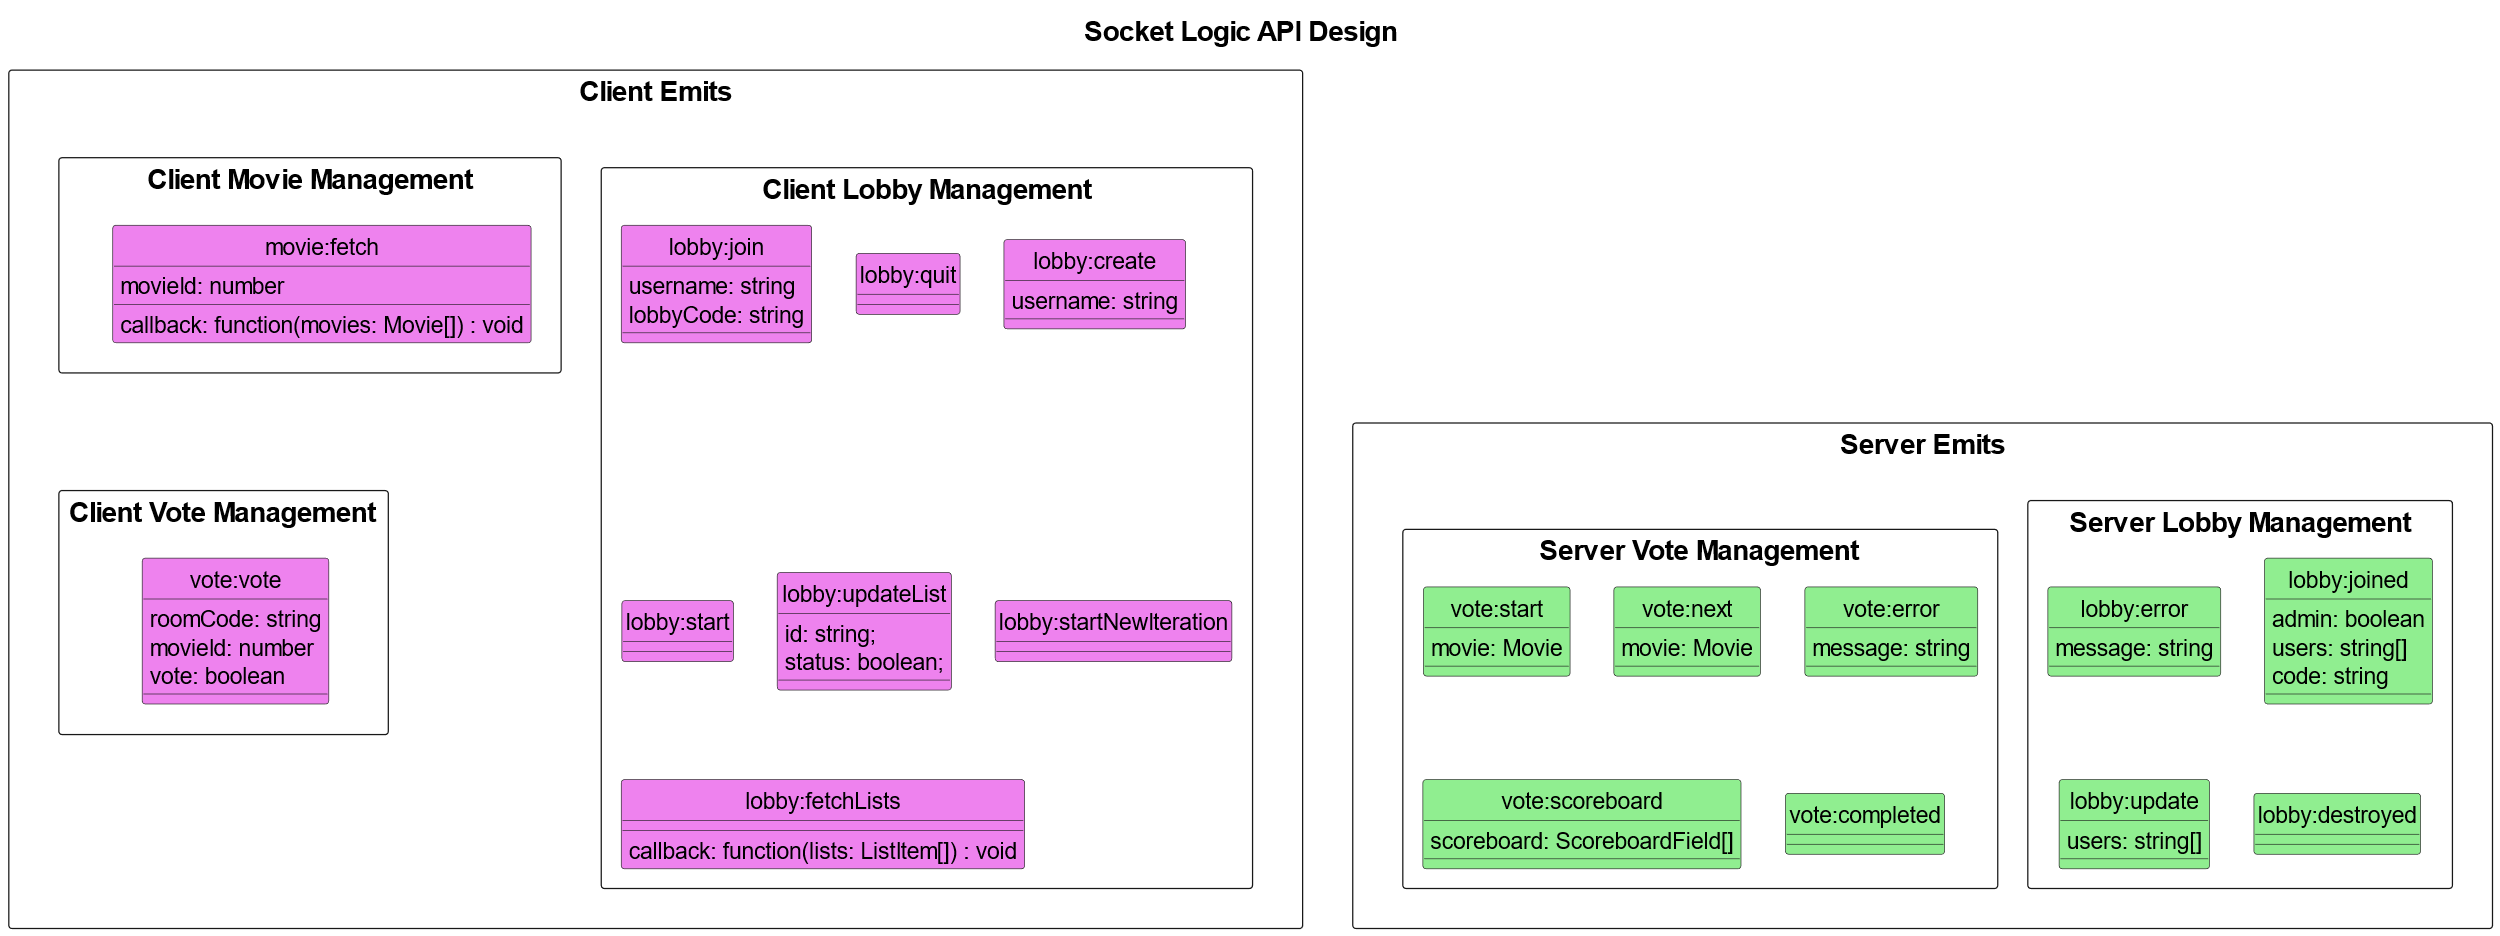 Socket Logic API Design
Client Emits
Client Movie Management
movie:fetch
movieId: number
callback: function(movies: Movie[]) : void
Client Lobby Management
lobby:join
username: string
lobbyCode: string
lobby:quit
lobby:create
username: string
Client Vote Management
vote:vote
roomCode: string
movieId: number
vote: boolean
lobby:start
lobby:updateList
id: string;
status: boolean;
lobby:startNewIteration
lobby:fetchLists
callback: function(lists: ListItem[]) : void
Server Emits
Server Vote Management
vote:start
movie: Movie
vote:next
movie: Movie
vote:error
message: string
vote:scoreboard
scoreboard: ScoreboardField[]
vote:completed
Server Lobby Management
lobby:error
message: string
lobby:joined
admin: boolean
users: string[]
code: string
lobby:update
users: string[]
lobby:destroyed